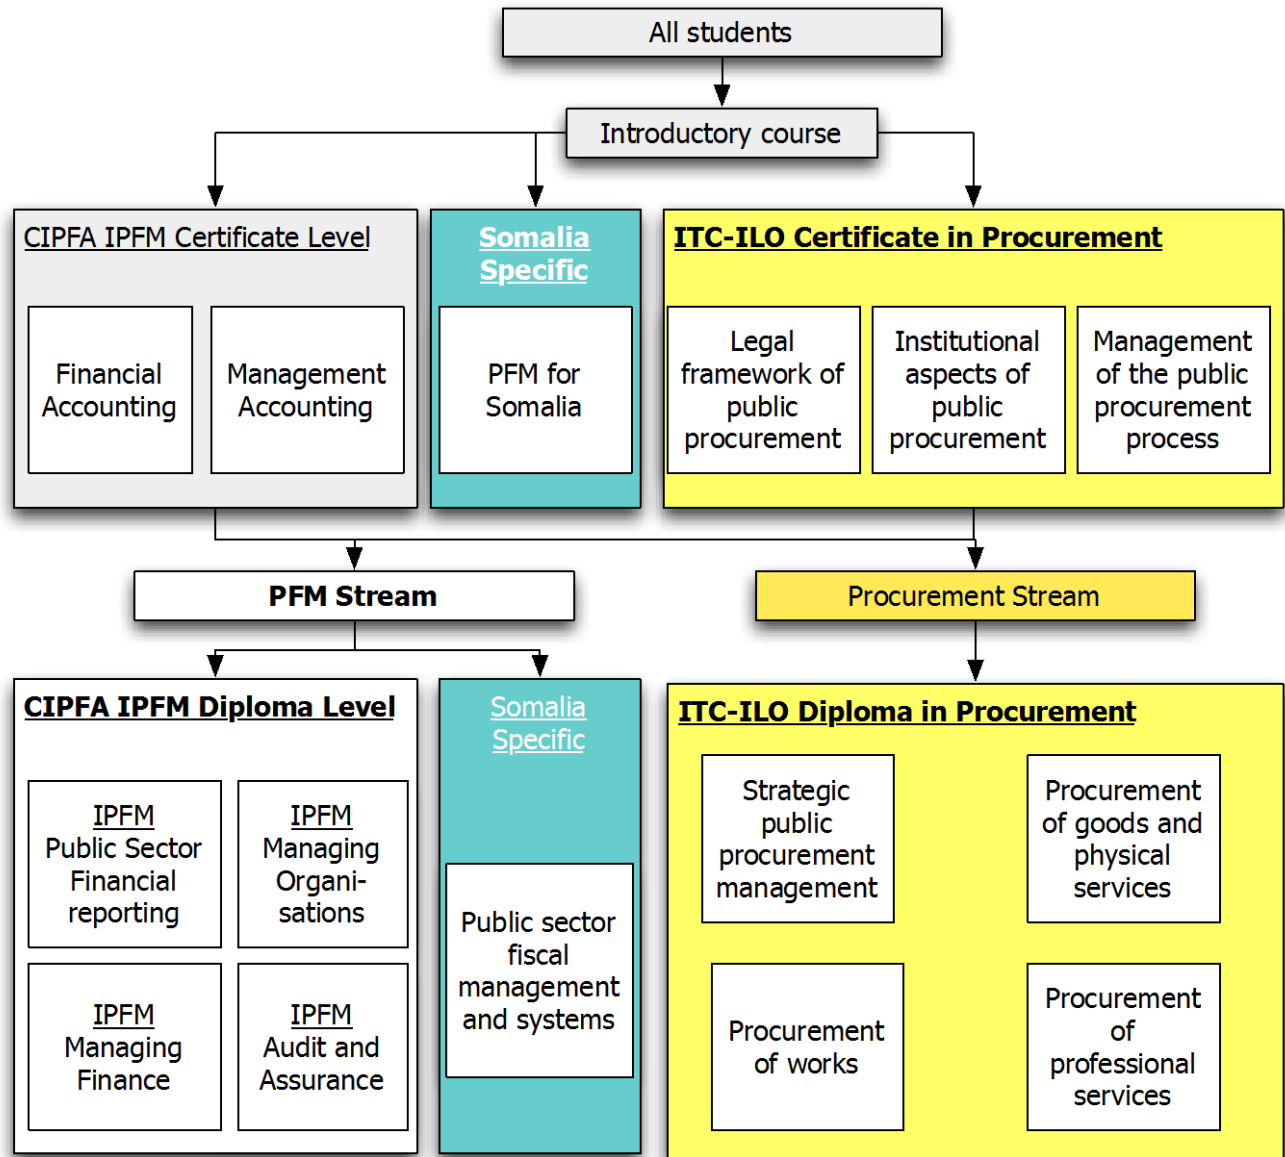 All students
Introductory course
CIPFA IPFM Certificate Level
Financial
Accounting
Management
Accounting
Somalia
Specific
PFM for
Somalia
ITC-ILO Certificate in Procurement
Legal
framework of
public
procurement
Institutional
aspects of
public
procurement
Management
of the public
procurement
process
PFM Stream
Procurement Stream
CIPFA IPFM Diploma Level
IPFM
Public Sector
Financial
reporting
IPFM
Managing
Organi-
sations
IPFM
Managing
Finance
IPFM
Audit and
Assurance
Somalia
Specific
Public sector
fiscal
management
and systems
ITC-ILO Diploma in Procurement
Strategic
public
procurement
management
Procurement
of goods and
physical
services
Procurement
of works
Procurement
of
professional
services